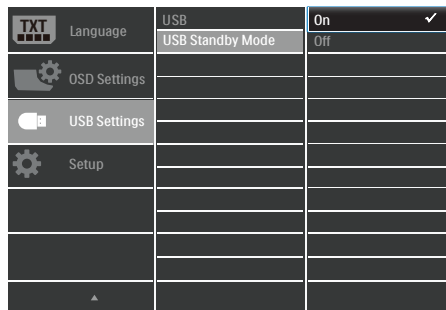 TXT
Language
OSD Settings
USB Settings
Setup
USB
USB Standby Mode
On
Off